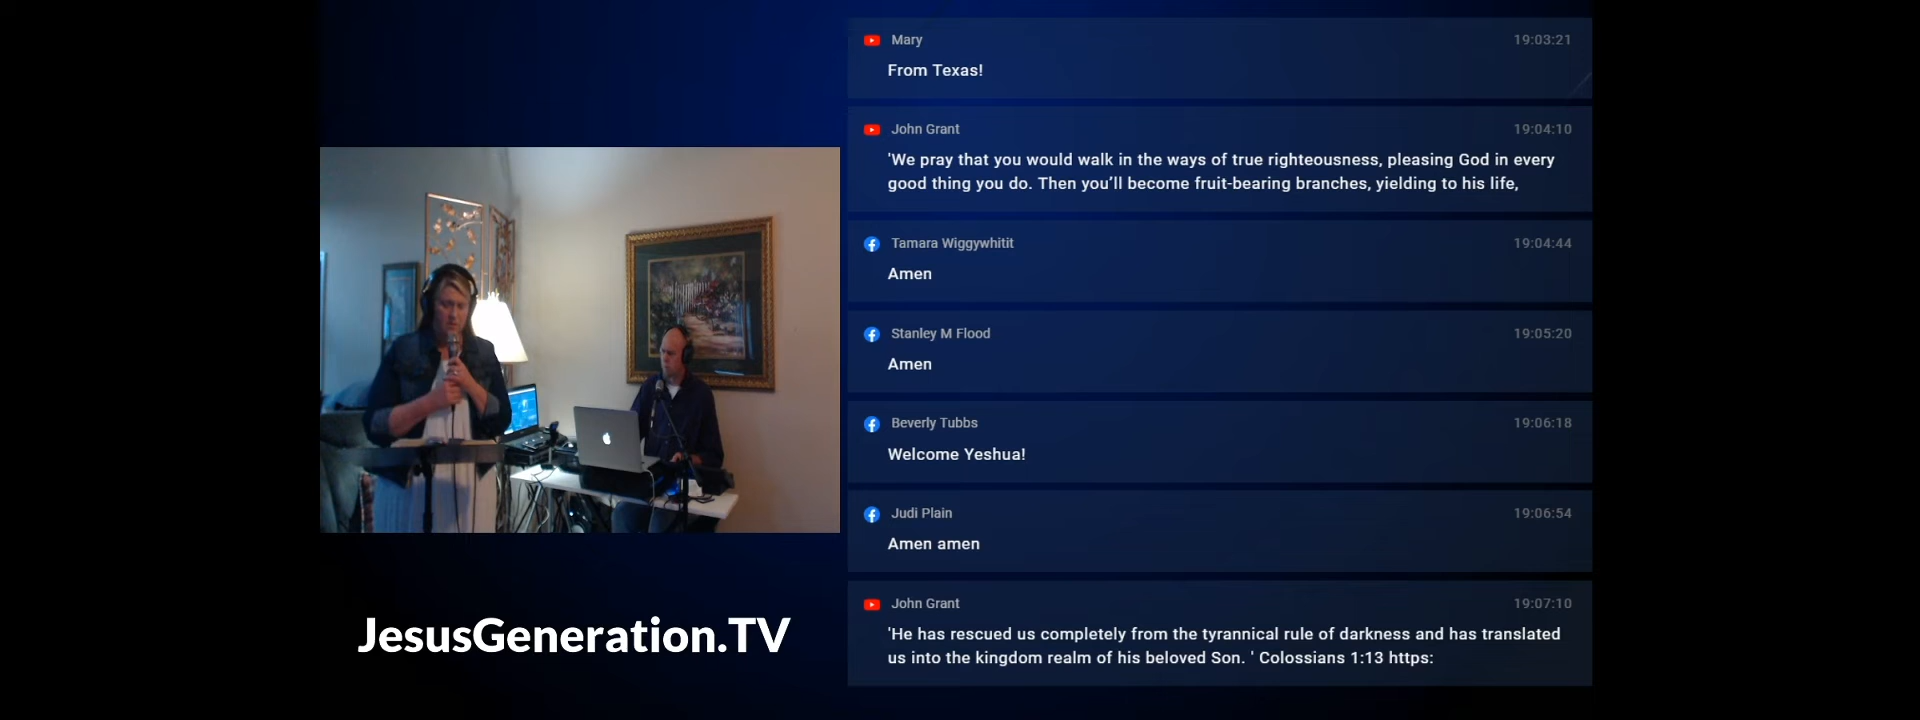 Mary 19:03:21
From Texas!
John Grant 19:04:10
'We pray that you would walk in the ways of true righteousness, pleasing God in every
good thing you do. Then you’ll become fruit-bearing branches, yielding to his life,
Tamara Wiggywhitit 19:04:44
Amen
Stanley M Flood 19:05:20
Amen
Beverly Tubbs 19:06:18
Welcome Yeshua!
Judi Plain 19:06:54
Amen amen
John Grant 19:07:10
'He has rescued us completely from the tyrannical rule of darkness and has translated
us into the kingdom realm of his beloved Son. ' Colossians 1:13 https:
JesusGeneration.TV